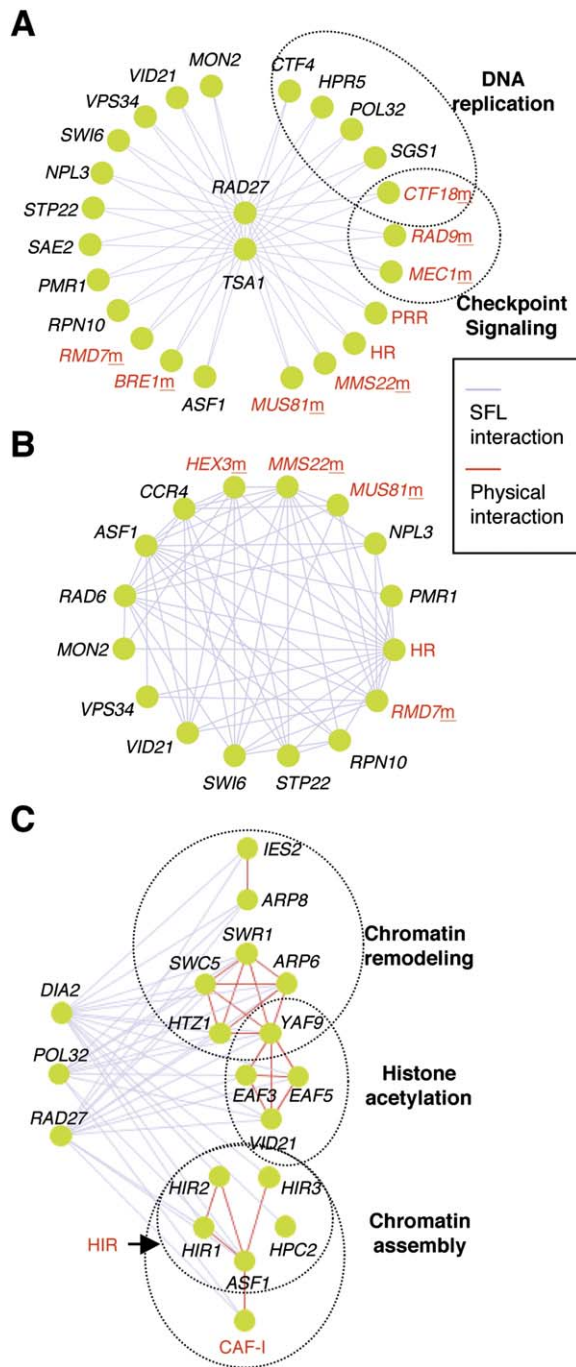 A
MON2
VID21
VPS34
SWI6
NPL3
STP22
SAE2
PMR1
RPN10
RMD7m
BRE1m
ASF1
MUS81m
MMS22m
HR
PRR
MEC1m
RAD9m
CTF18m
SGS1
POL32
HPR5
CTF4
RAD27
TSA1
DNA
replication
Checkpoint
Signaling
SFL
interaction
Physical
interaction
B
HEX3m
MMS22m
MUS81m
NPL3
PMR1
HR
RMD7m
RPN10
STP22
SWI6
VID21
VPS34
MON2
RAD6
ASF1
CCR4
C
IES2
ARP8
SWR1
SWC5
ARP6
HTZ1
YAF9
EAF3
EAF5
VID21
DIA2
POL32
RAD27
Chromatin
remodeling
Histone
acetylation
HIR2
HIR3
HIR1
HPC2
ASF1
HIR
CAF-I
Chromatin
assembly